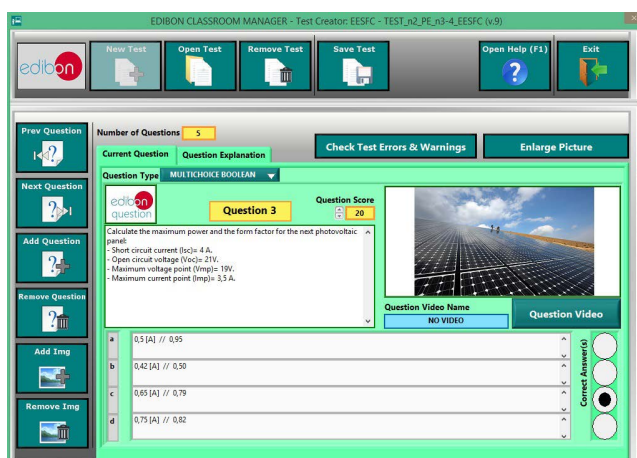 EDIBON CLASSROOM MANAGER - Test Creator: EESFC - TEST_n2_PE_n3-4_EESFC (v.9)
edibon
New Test
Open Test
Remove Test
Save Test
Open Help (F1)
Exit
Prev Question
Next Question
Add Question
Remove Question
Add Img
Remove Img
Number of Questions 5
Check Test Errors & Warnings
Enlarge Picture
Current Question
Question Explanation
Question Type MULTICHOICE BOOLEAN
edibon
question
Question 3
Question Score
20
Calculate the maximum power and the form factor for the next photovoltaic
panel:
- Short circuit current (Isc)= 4 A.
- Open circuit voltage (Voc)= 21V.
- Maximum voltage point (Vmp)= 19V.
- Maximum current point (Imp)= 3,5 A.
Question Video Name
NO VIDEO
Question Video
a 0,5 [A] // 0,95
b 0,42 [A] // 0,50
c 0,65 [A] // 0,79
d 0,75 [A] // 0,82
Correct Answer(s)